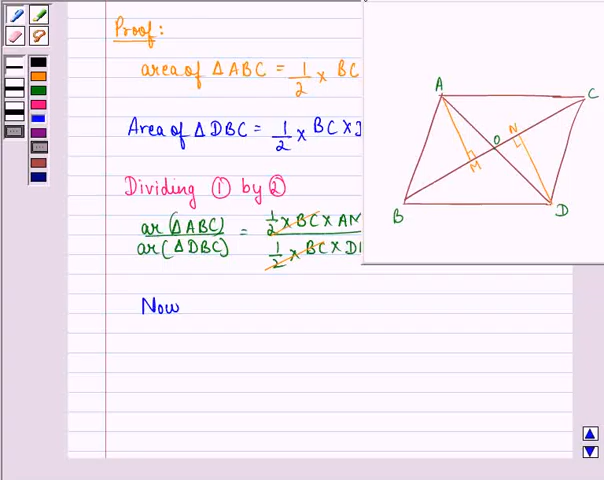 Proof:
area of ΔABC = 1/2 × BC
Area of ΔDBC = 1/2 × BC ×
Dividing ① by ②
ar(ΔABC)/ar(ΔDBC) = 1/2 × BC × AM / 1/2 × BC ×
Now
A
C
N
O
M
B
D